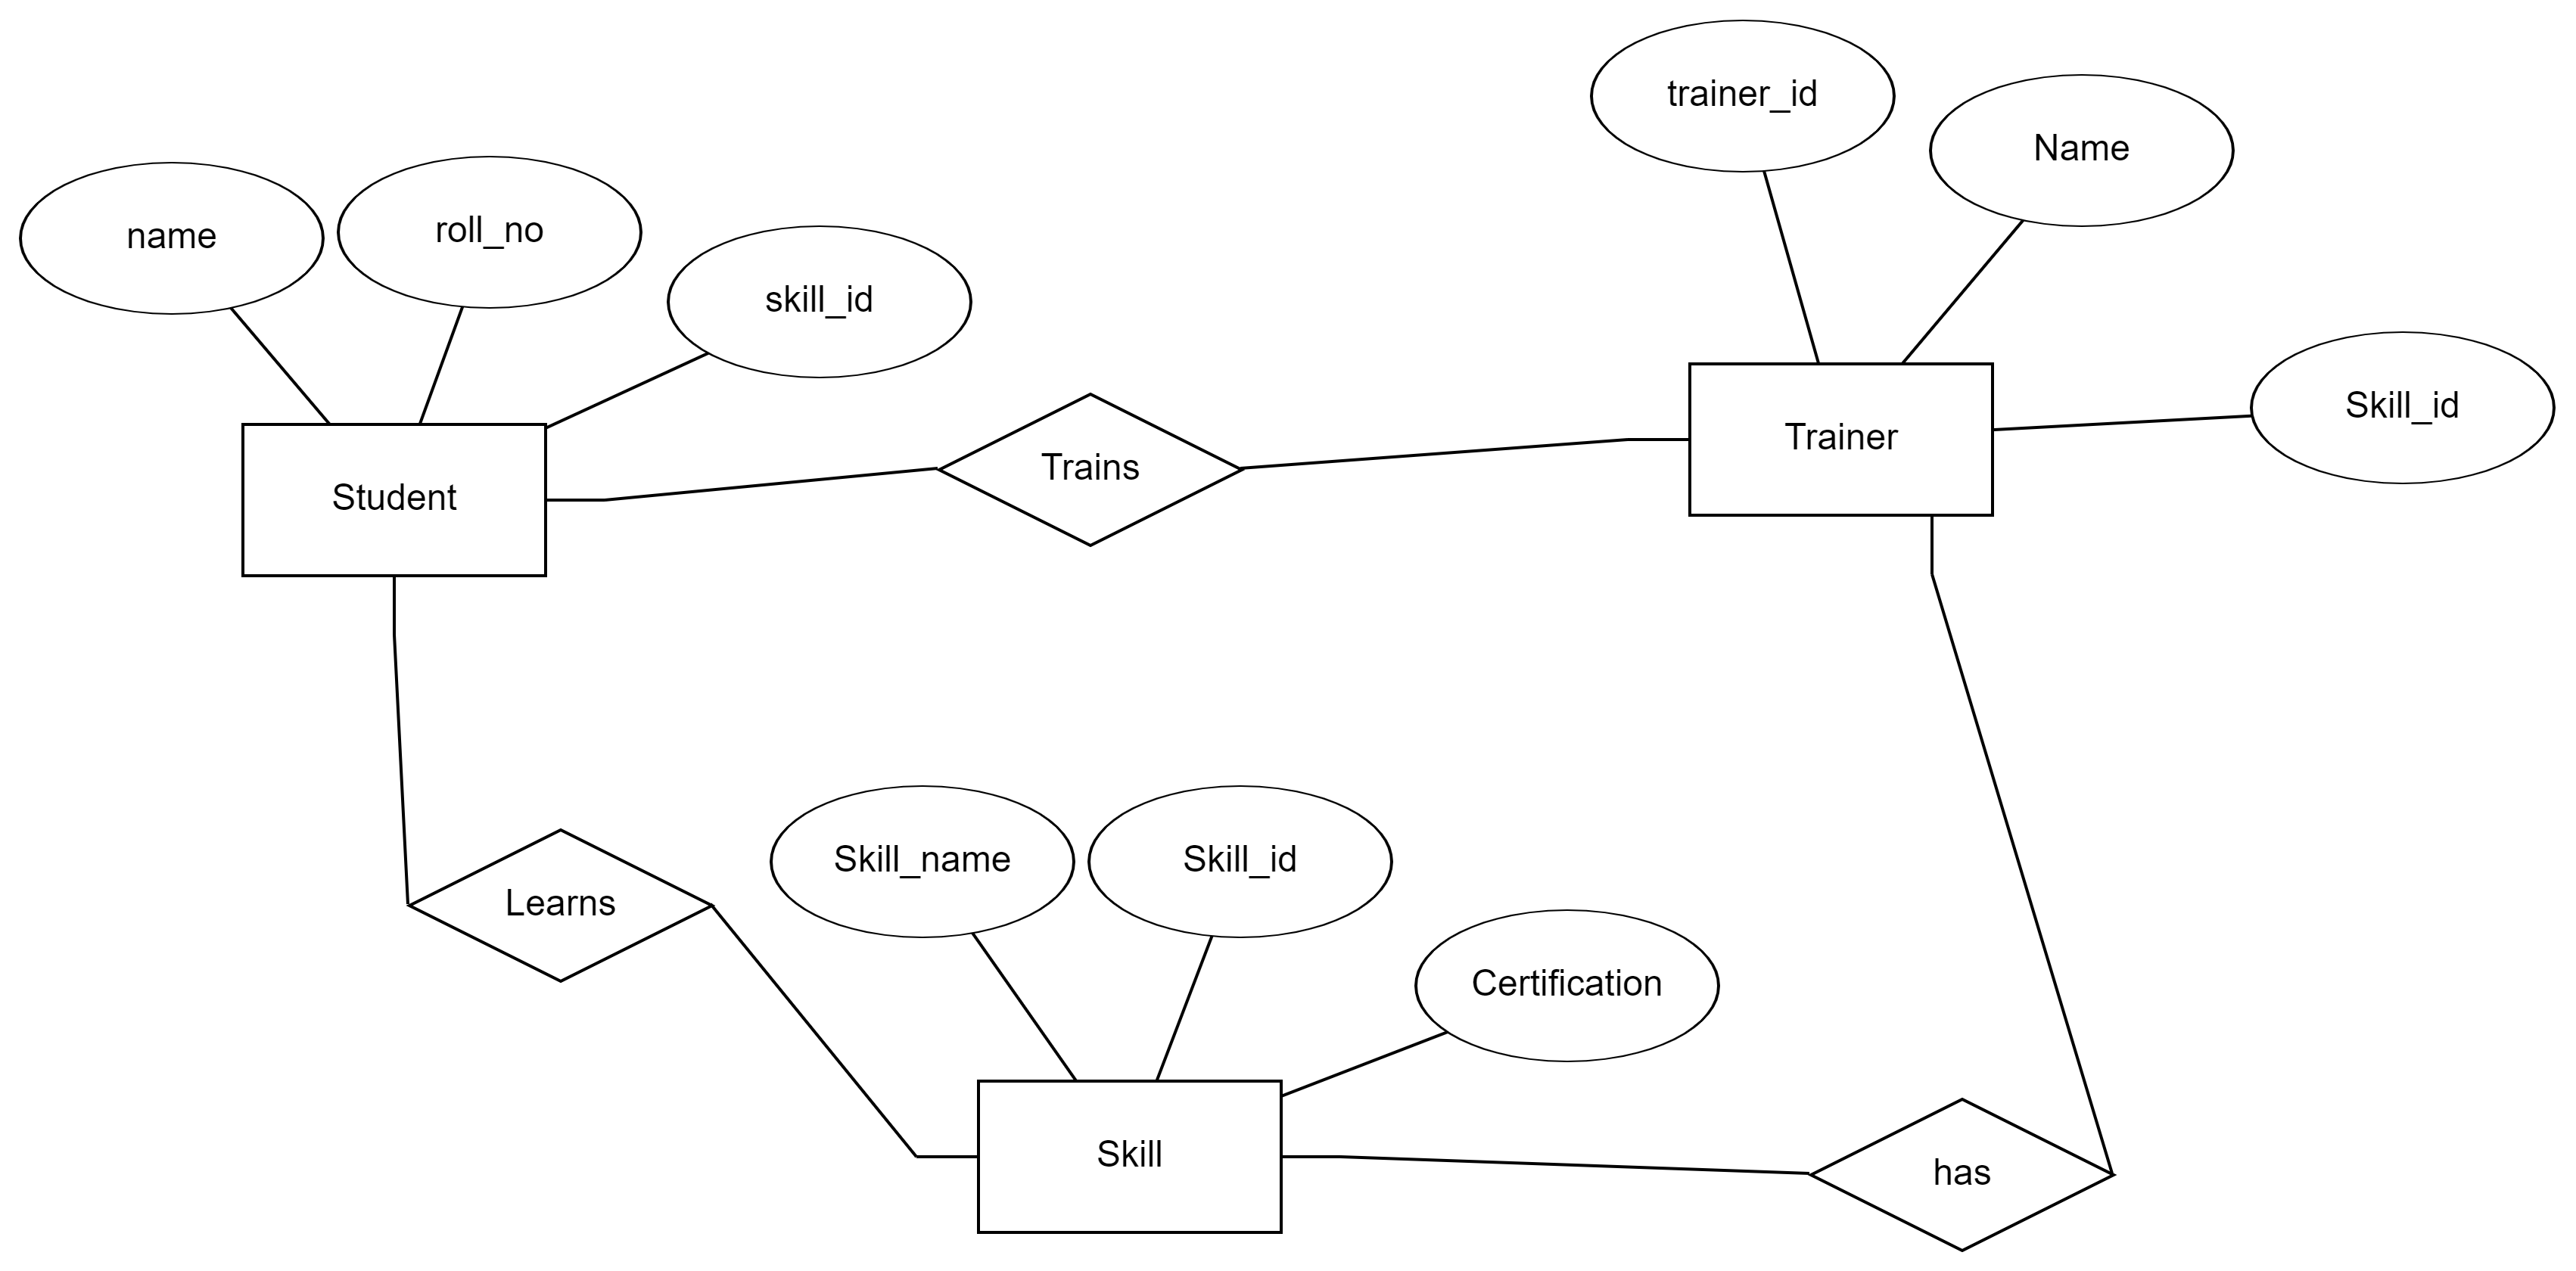 trainer_id
Name
name
roll_no
skill_id
Skill_id
Trainer
Trains
Student
Skill_name
Skill_id
Learns
Certification
Skill
has